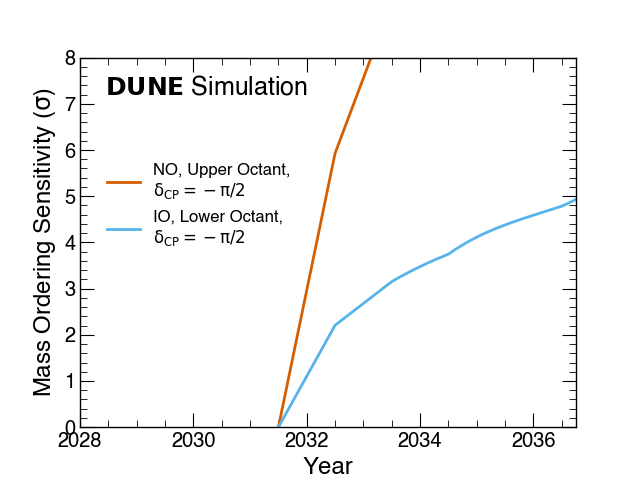 DUNE Simulation
NO, Upper Octant,
δCP = −π/2
IO, Lower Octant,
δCP = −π/2
Mass Ordering Sensitivity (σ)
8
7
6
5
4
3
2
1
0
2028 2030 2032 2034 2036
Year